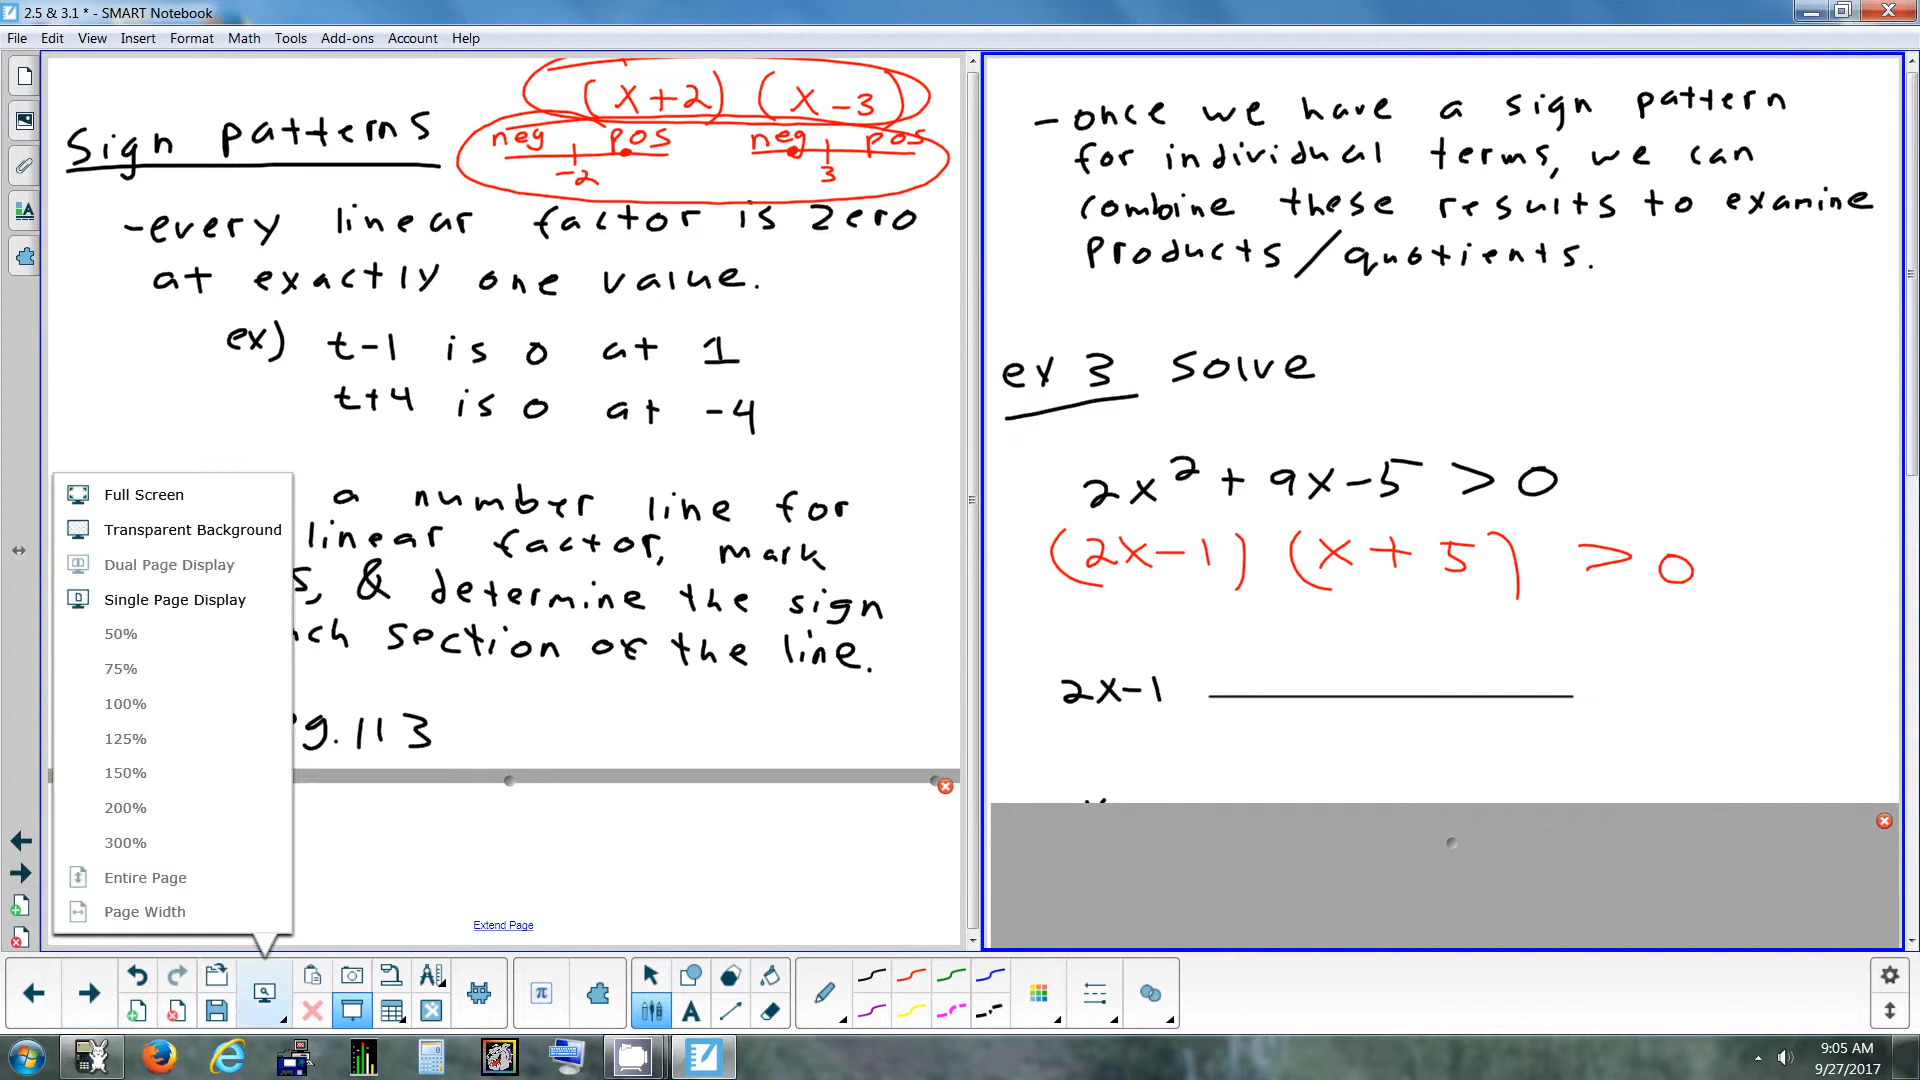 2.5 & 3.1 * - SMART Notebook
File Edit View Insert Format Math Tools Add-ons Account Help
Sign patterns
(x+2) (x-3)
neg pos neg pos
-2 3
-every linear factor is zero
at exactly one value.
ex) t-1 is 0 at 1
t+4 is 0 at -4
a number line for
linear factor, mark
s, & determine the sign
ch section of the line.
g. 113
Extend Page
Full Screen
Transparent Background
Dual Page Display
Single Page Display
50%
75%
100%
125%
150%
200%
300%
Entire Page
Page Width
- once we have a sign pattern
for individual terms, we can
combine these results to examine
products/quotients.
ex 3 solve
2x² + 9x - 5 > 0
(2x-1) (x+5) > 0
2x-1
π
A
9:05 AM
9/27/2017